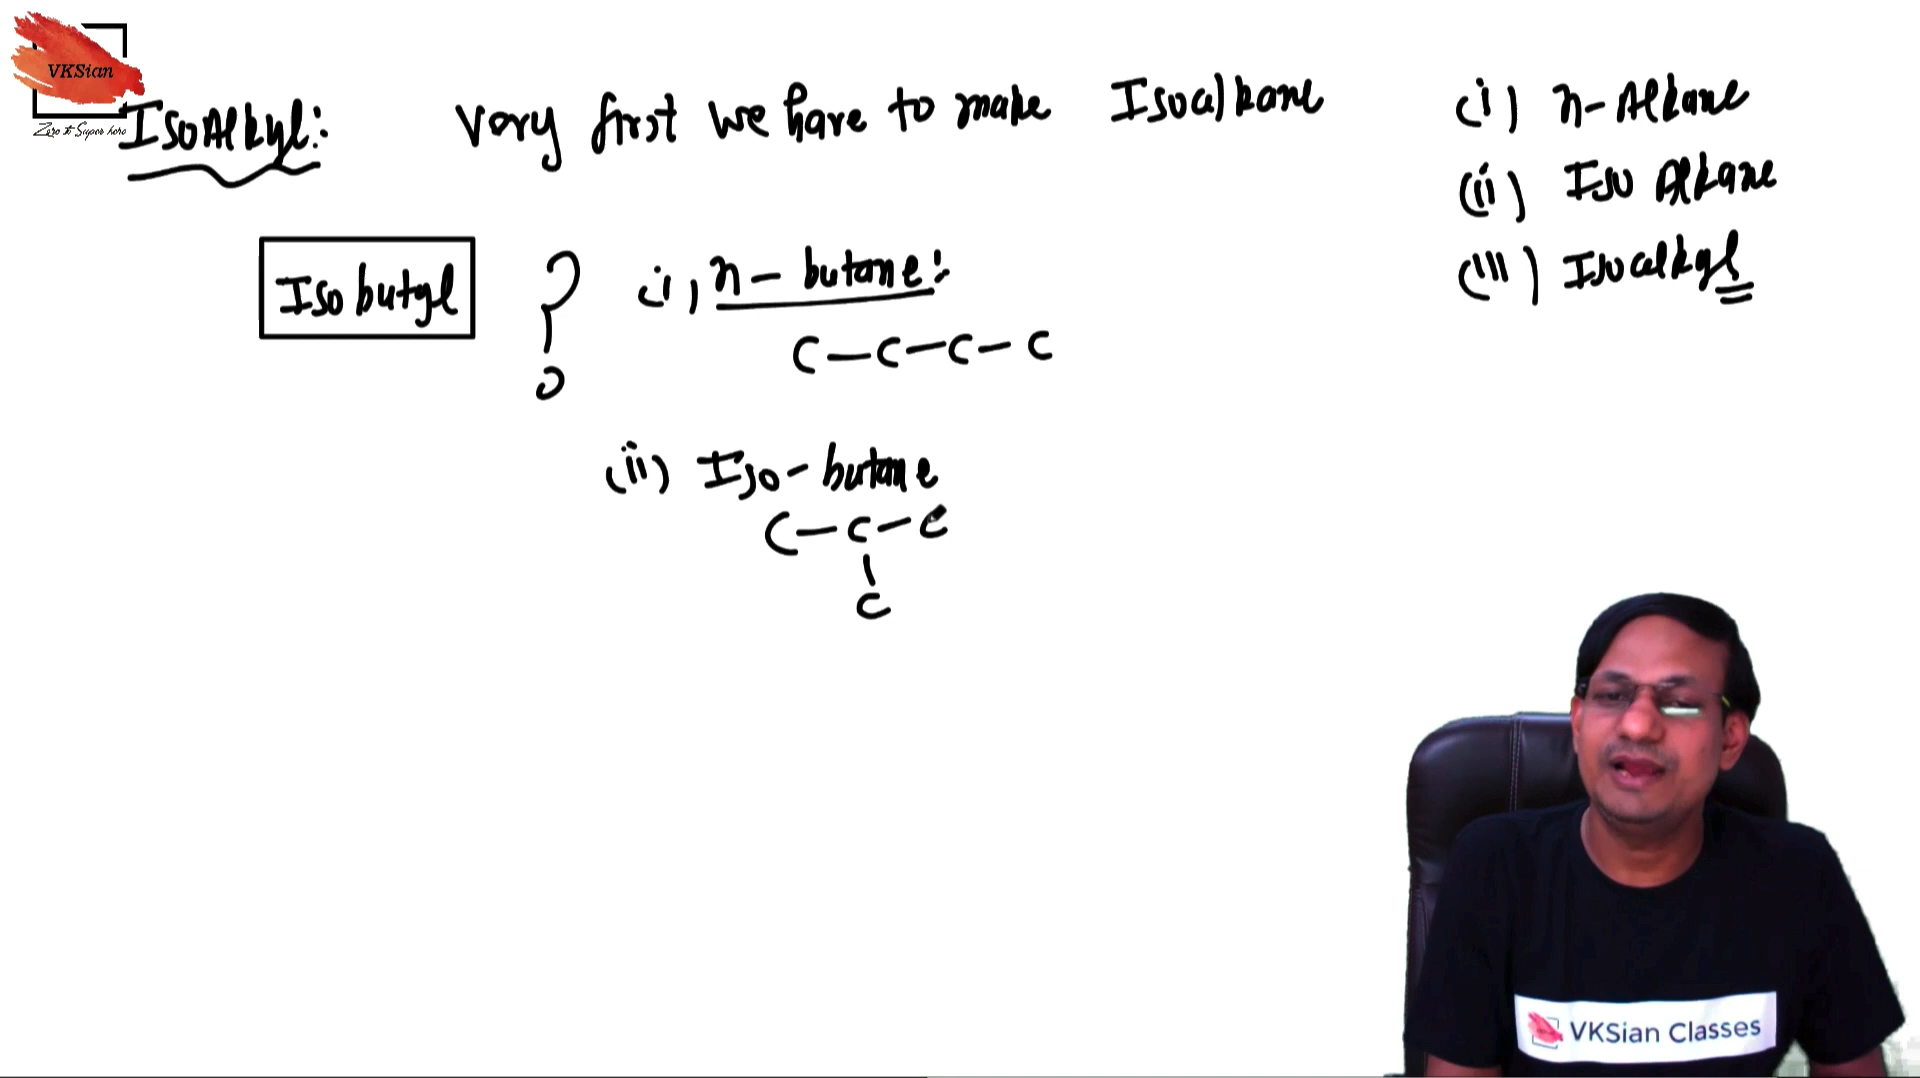 VKSian
Zero to Super hero
IsoAlkyl:
Very first we have to make Isoalkane
(i) n-Alkane
(ii) Iso Alkane
(iii) Isoalkyl
Isobutyl ?
(i) n-butane:
C-C-C-C
(ii) Iso-butane
C-C-C
|
C
VKSian Classes